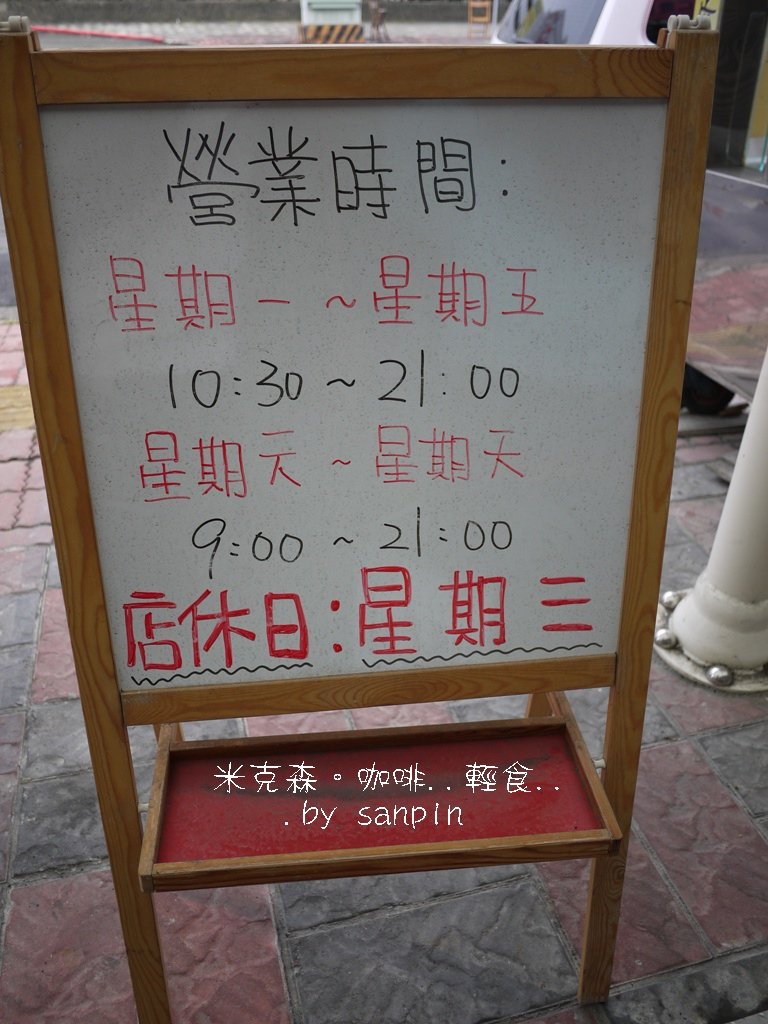 營業時間:
星期一～星期五
10:30～21:00
星期六～星期天
9:00～21:00
店休日:星期三
米克森。咖啡..輕食..
.by sanpin